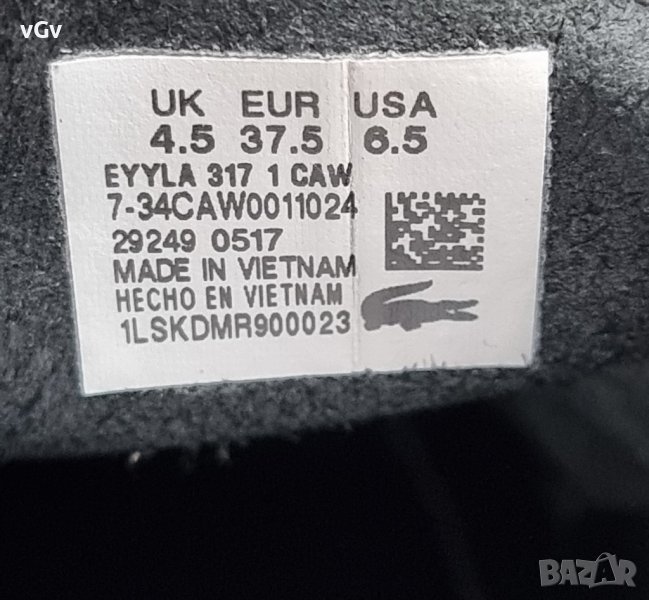 vGv
UK EUR USA
4.5 37.5 6.5
EYYLA 317 1 CAW
7-34CAW0011024
29249 0517
MADE IN VIETNAM
HECHO EN VIETNAM
1LSKDMR900023
BAZAR